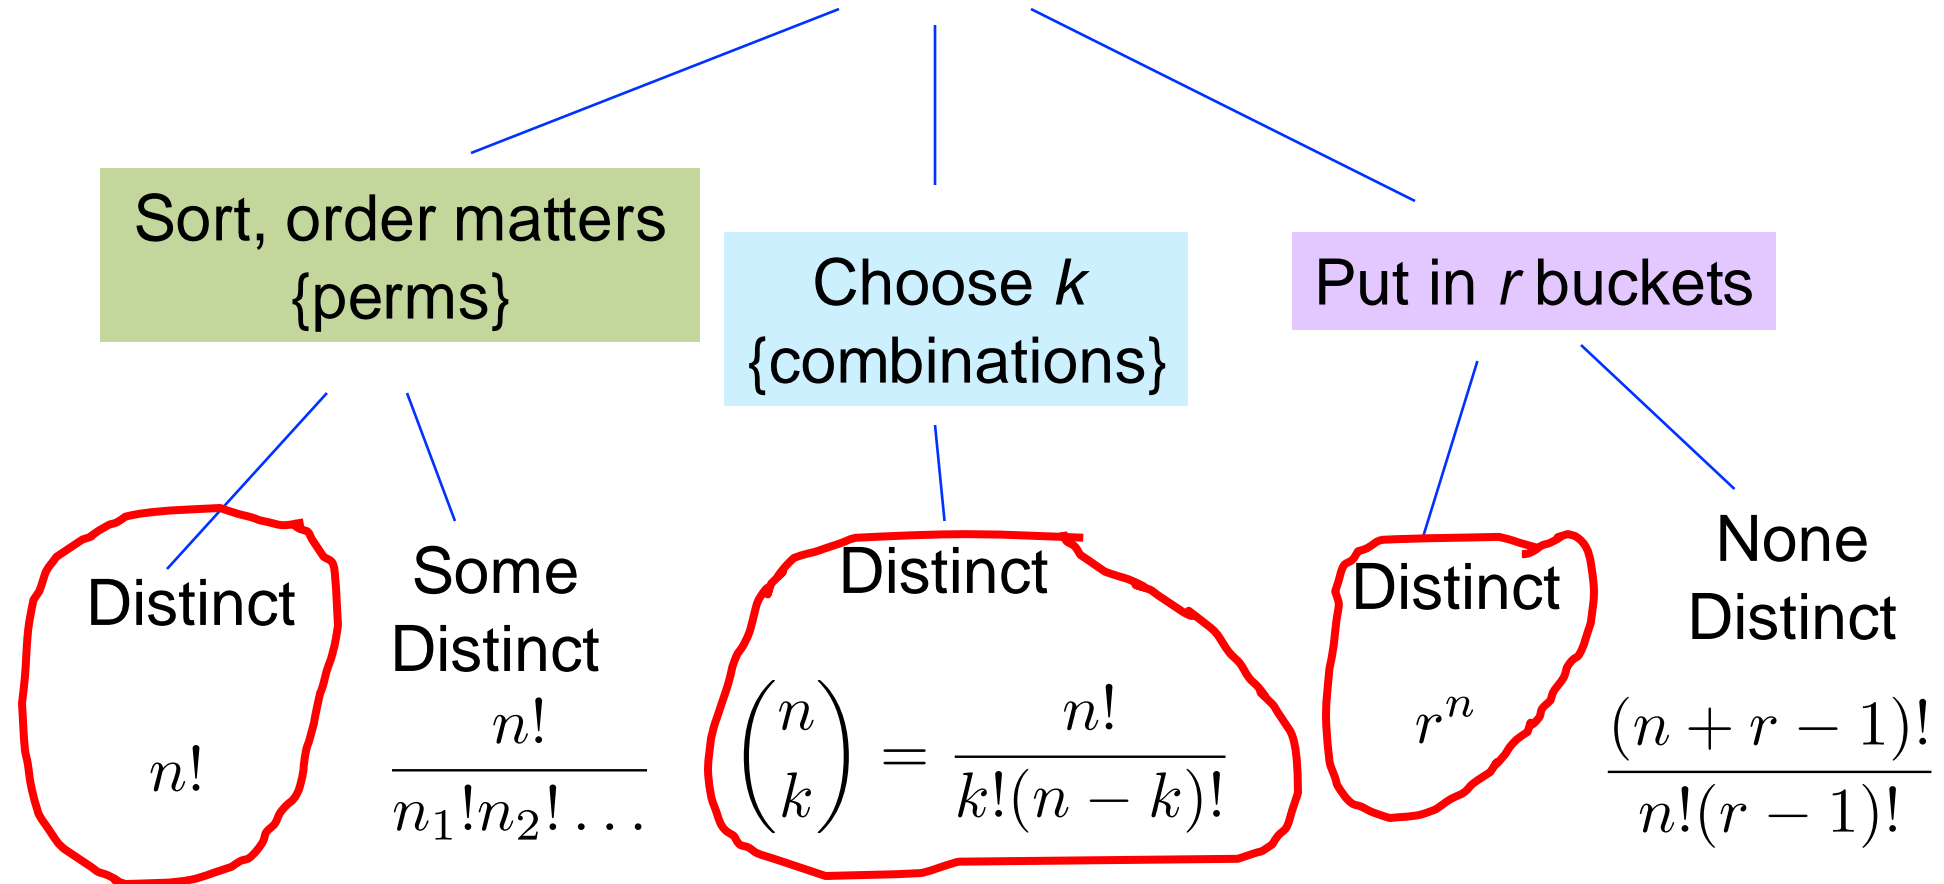 Sort, order matters
{perms}
Choose k
{combinations}
Put in r buckets
Distinct
n!
Some
Distinct
n!
n₁!n₂!...
Distinct
(n k) = n! / k!(n − k)!
Distinct
rⁿ
None
Distinct
(n + r − 1)!
n!(r − 1)!